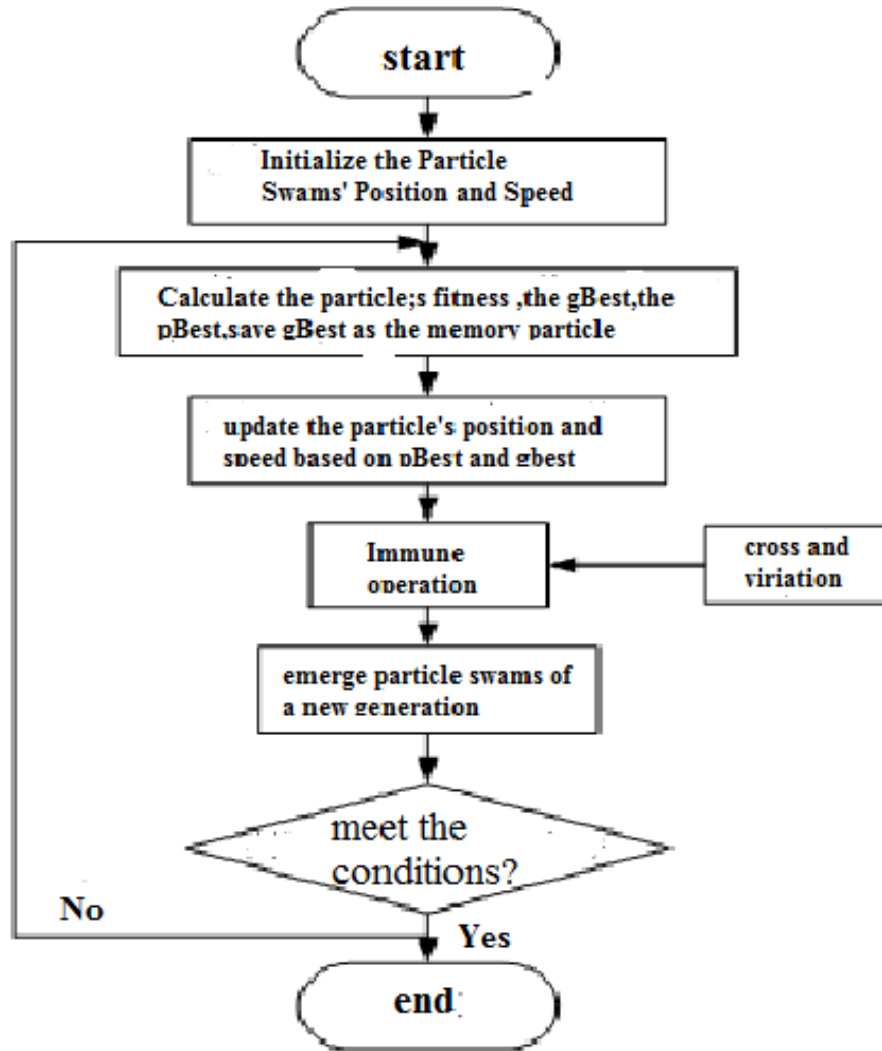 start
Initialize the Particle
Swams' Position and Speed
Calculate the particle;s fitness ,the gBest,the
pBest,save gBest as the memory particle
update the particle's position and
speed based on pBest and gbest
Immune
operation
cross and
viriation
emerge particle swams of
a new generation
meet the
conditions?
No
Yes
end